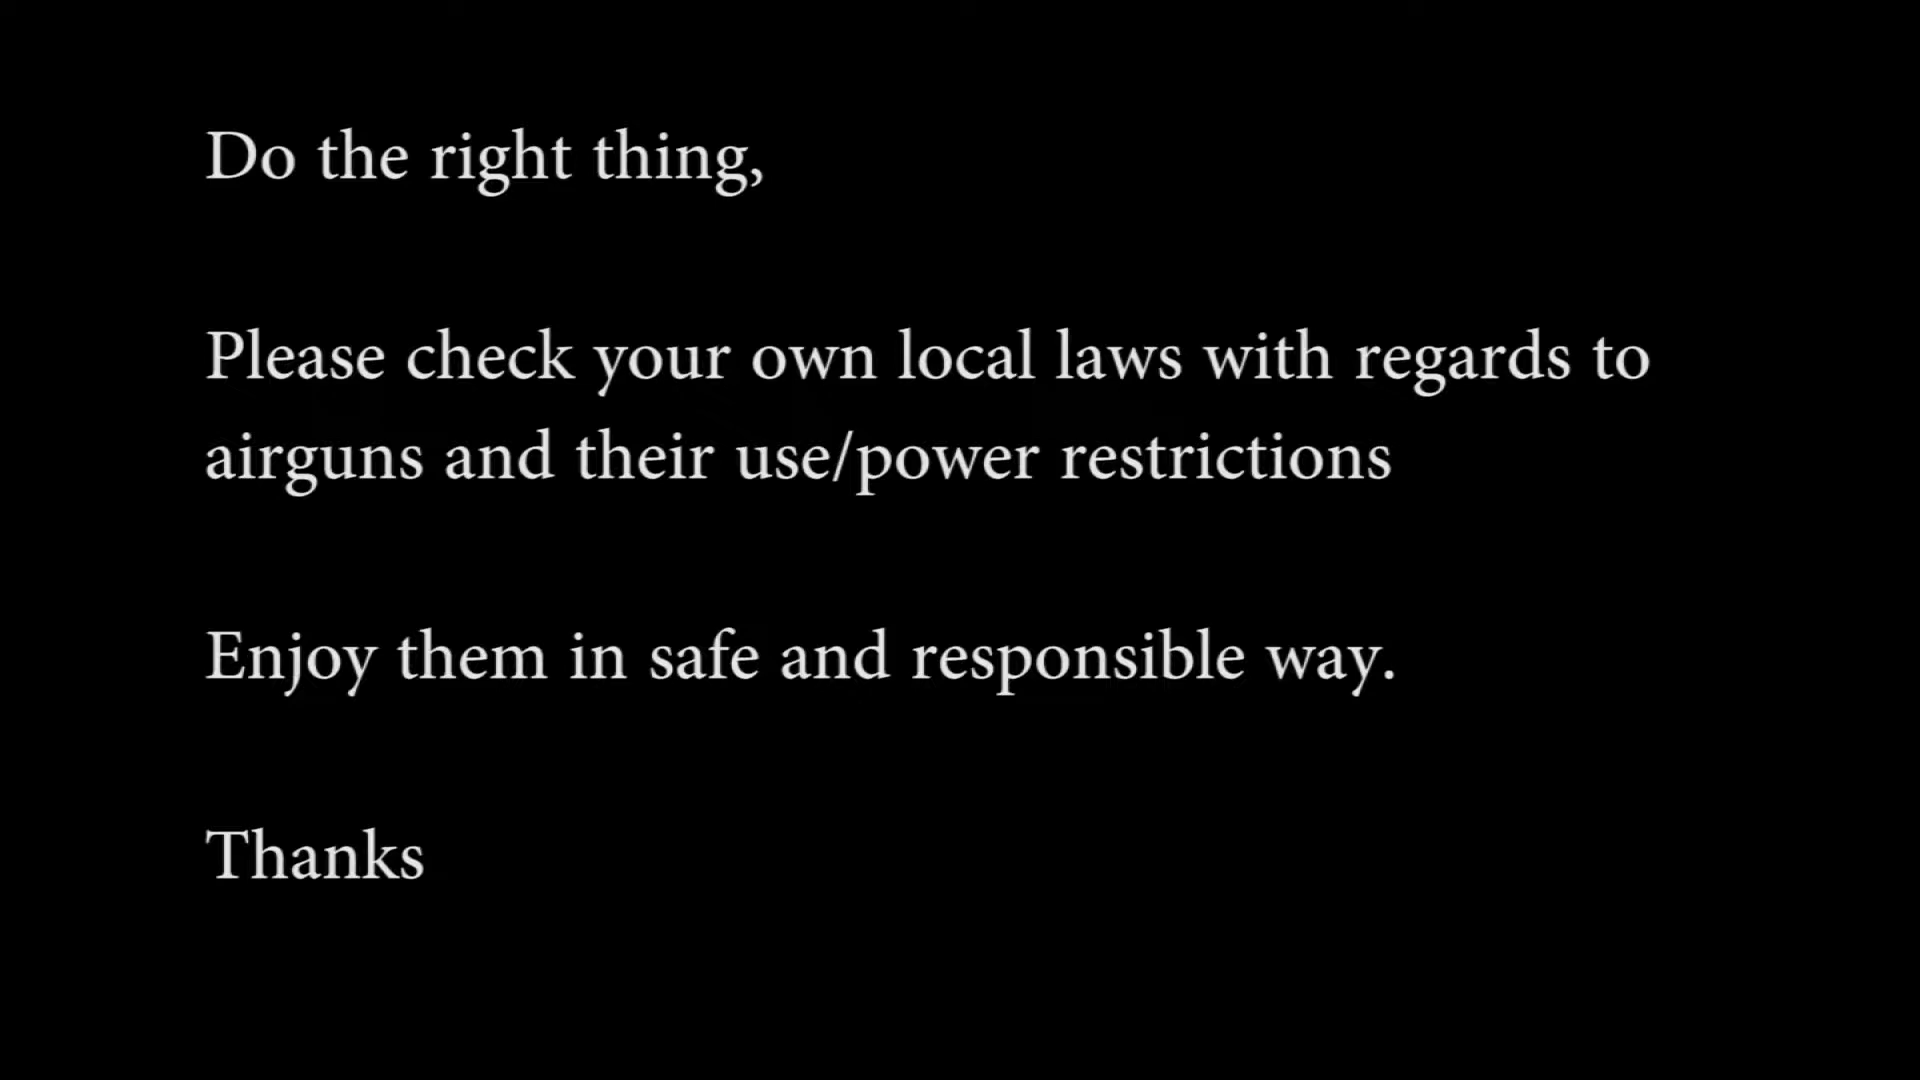 Do the right thing,
Please check your own local laws with regards to
airguns and their use/power restrictions
Enjoy them in safe and responsible way.
Thanks